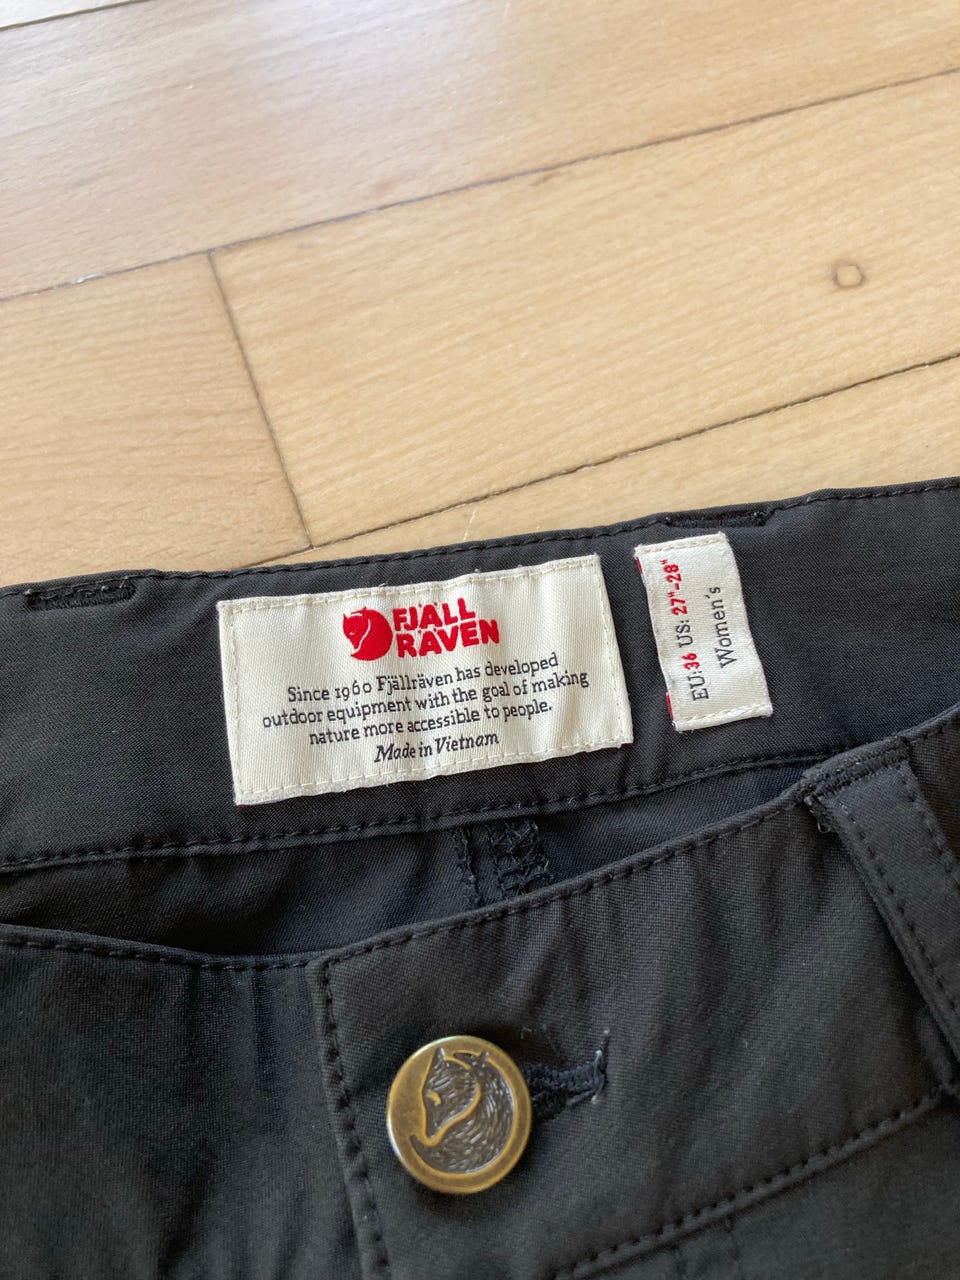 FJÄLL
RÄVEN
Since 1960 Fjällräven has developed
outdoor equipment with the goal of making
nature more accessible to people.
Made in Vietnam
EU:36 US: 27"-28"
Women's